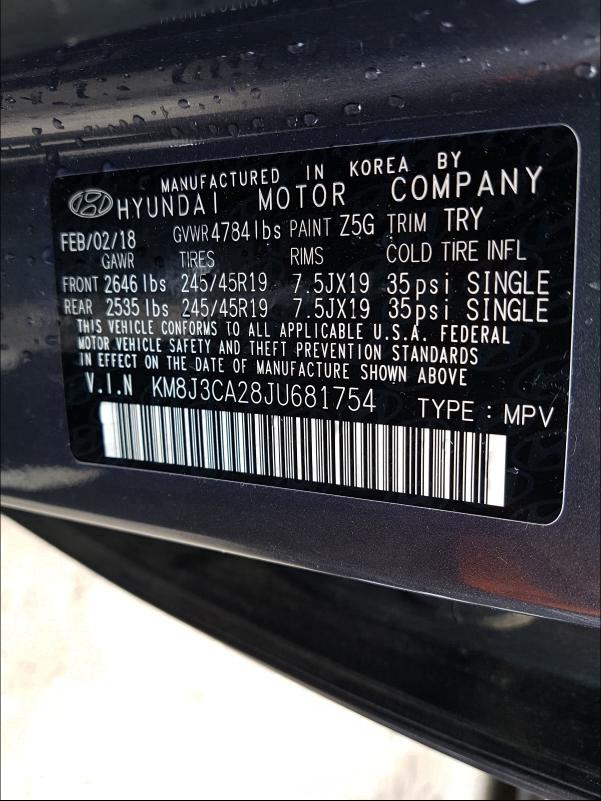 MANUFACTURED IN KOREA BY
HYUNDAI MOTOR COMPANY
FEB/02/18 GVWR 4784 lbs PAINT Z5G TRIM TRY
GAWR TIRES RIMS COLD TIRE INFL
FRONT 2646 lbs 245/45R19 7.5JX19 35psi SINGLE
REAR 2535 lbs 245/45R19 7.5JX19 35psi SINGLE
THIS VEHICLE CONFORMS TO ALL APPLICABLE U.S.A. FEDERAL
MOTOR VEHICLE SAFETY AND THEFT PREVENTION STANDARDS
IN EFFECT ON THE DATE OF MANUFACTURE SHOWN ABOVE
V.I.N KM8J3CA28JU681754 TYPE : MPV